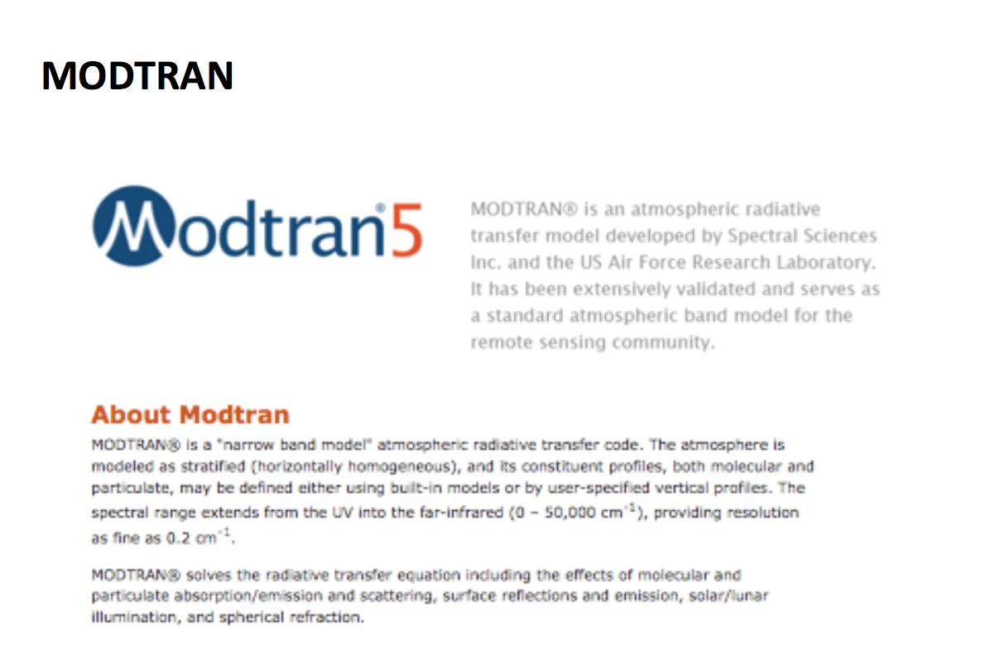 MODTRAN
Modtran®5
MODTRAN® is an atmospheric radiative
transfer model developed by Spectral Sciences
Inc. and the US Air Force Research Laboratory.
It has been extensively validated and serves as
a standard atmospheric band model for the
remote sensing community.
About Modtran
MODTRAN® is a "narrow band model" atmospheric radiative transfer code. The atmosphere is
modeled as stratified (horizontally homogeneous), and its constituent profiles, both molecular and
particulate, may be defined either using built-in models or by user-specified vertical profiles. The
spectral range extends from the UV into the far-infrared (0 – 50,000 cm⁻¹), providing resolution
as fine as 0.2 cm⁻¹.
MODTRAN® solves the radiative transfer equation including the effects of molecular and
particulate absorption/emission and scattering, surface reflections and emission, solar/lunar
illumination, and spherical refraction.